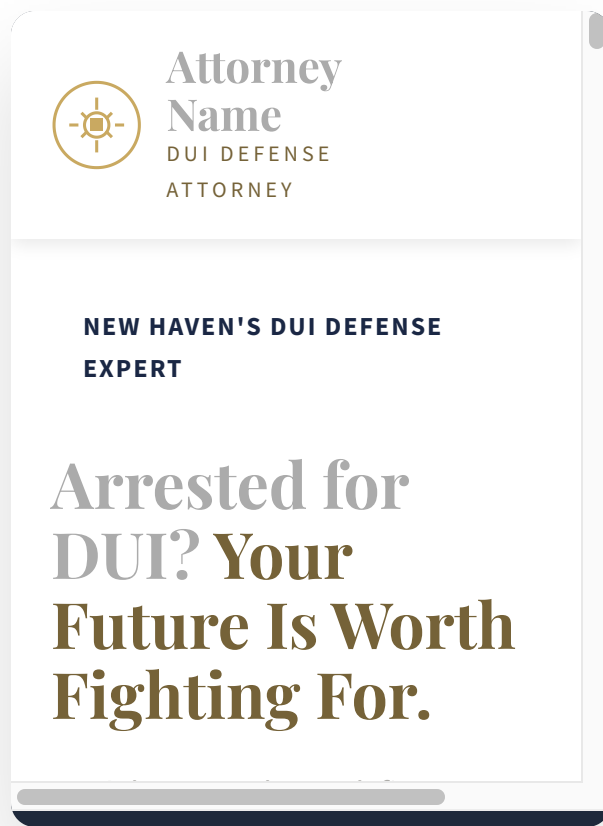 Attorney
Name
DUI DEFENSE
ATTORNEY
NEW HAVEN'S DUI DEFENSE
EXPERT
Arrested for
DUI? Your
Future Is Worth
Fighting For.